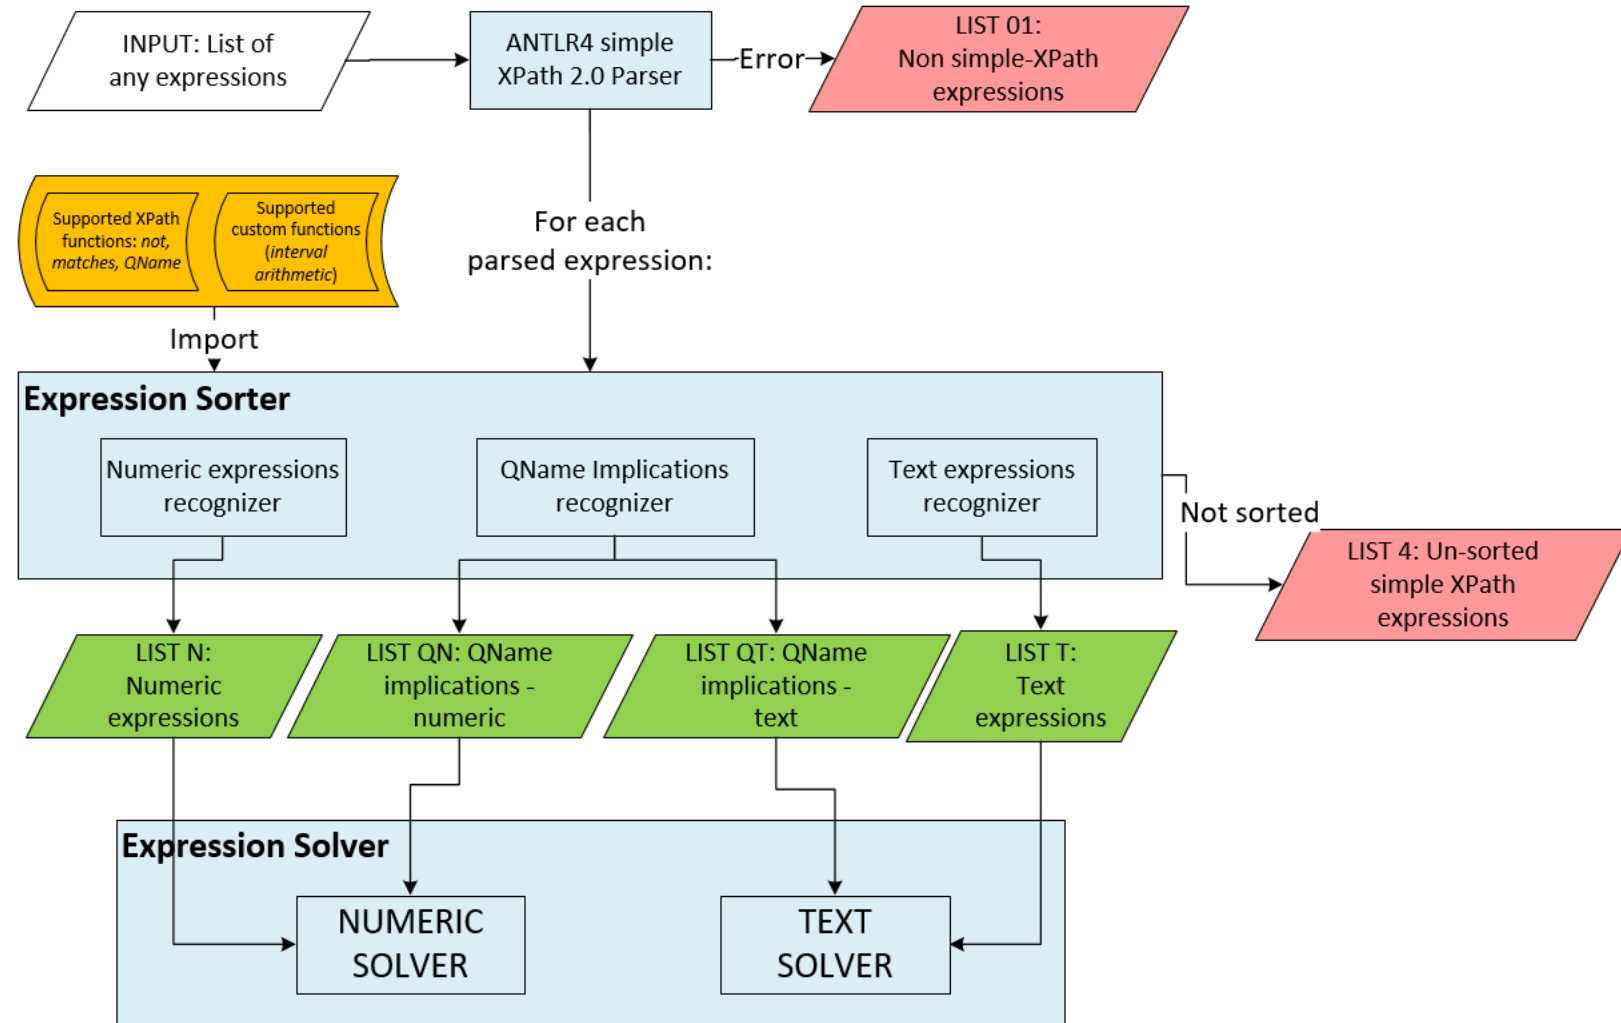 INPUT: List of
any expressions
ANTLR4 simple
XPath 2.0 Parser
Error
LIST 01:
Non simple-XPath
expressions
Supported XPath
functions: not,
matches, QName
Supported
custom functions
(interval
arithmetic)
For each
parsed expression:
Import
Expression Sorter
Numeric expressions
recognizer
QName Implications
recognizer
Text expressions
recognizer
Not sorted
LIST 4: Un-sorted
simple XPath
expressions
LIST N:
Numeric
expressions
LIST QN: QName
implications -
numeric
LIST QT: QName
implications -
text
LIST T:
Text
expressions
Expression Solver
NUMERIC
SOLVER
TEXT
SOLVER